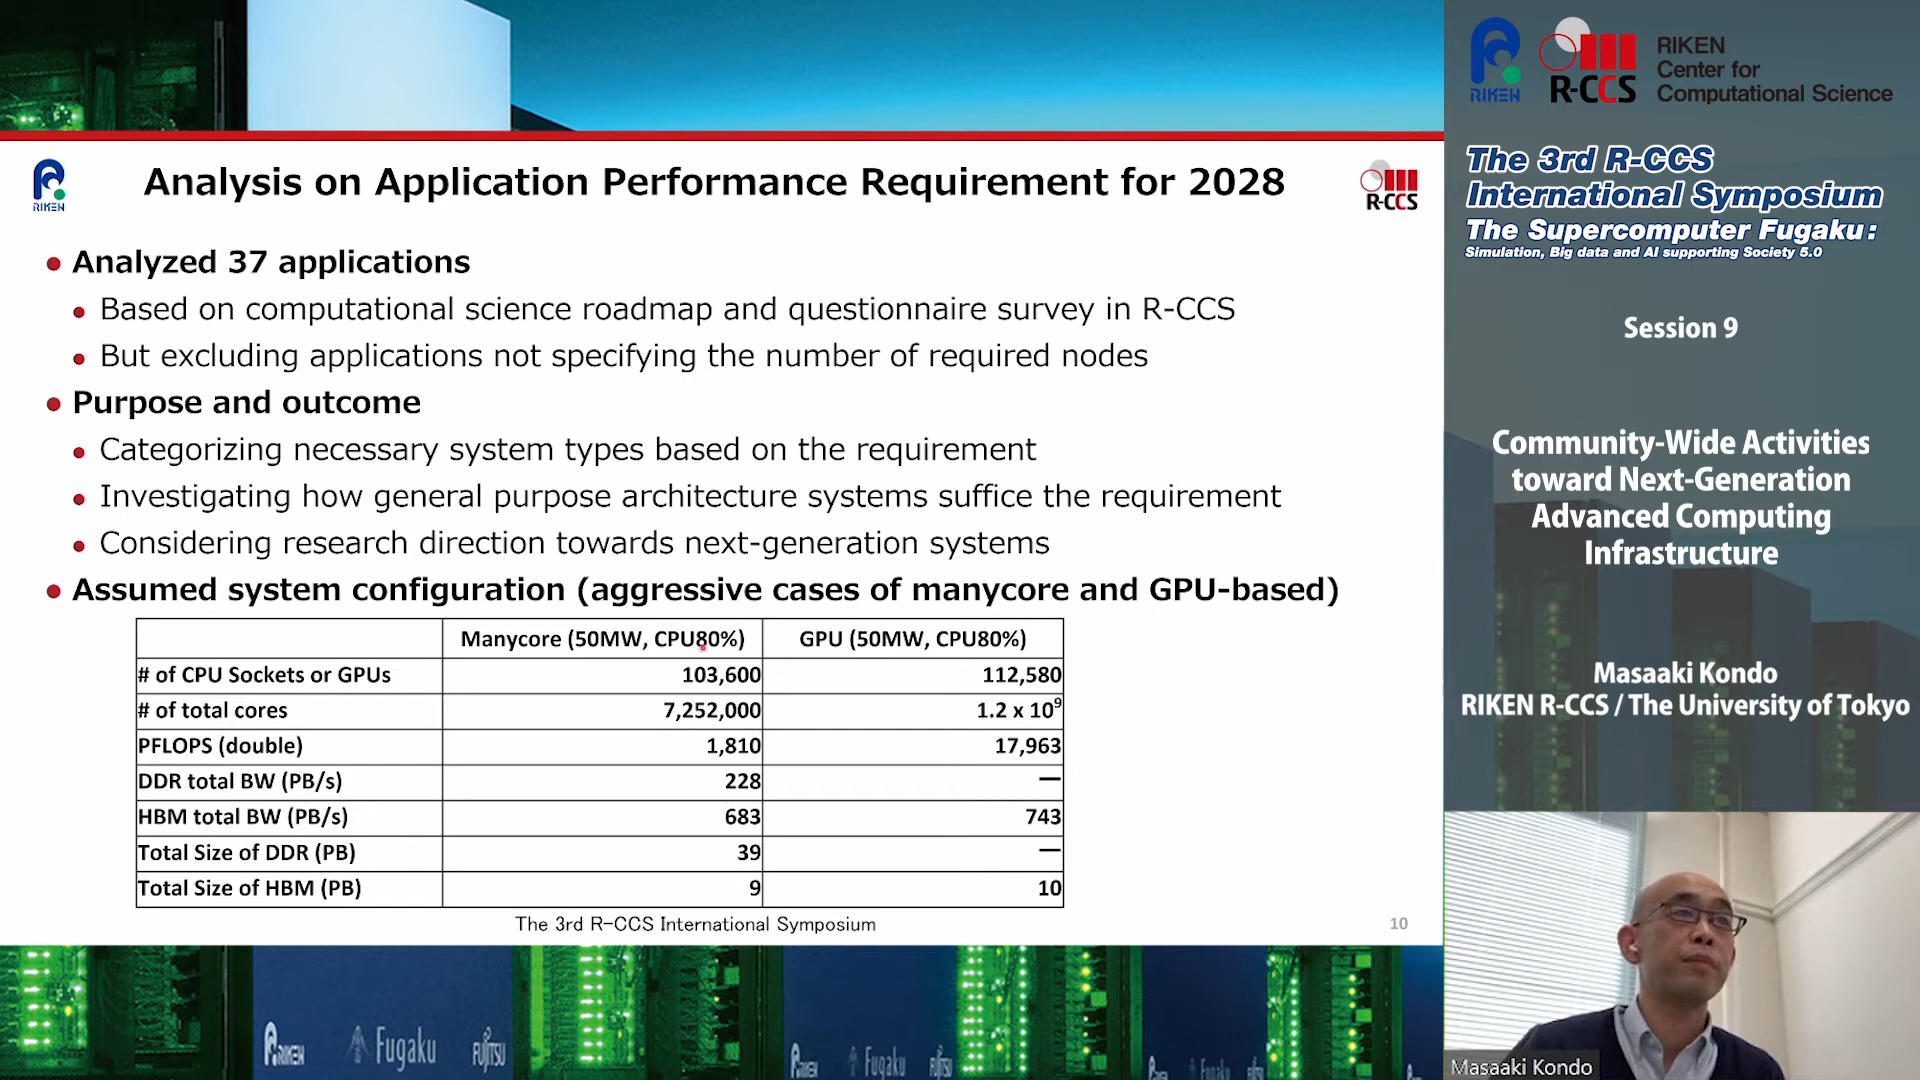 Analysis on Application Performance Requirement for 2028
RIKEN
R-CCS
● Analyzed 37 applications
● Based on computational science roadmap and questionnaire survey in R-CCS
● But excluding applications not specifying the number of required nodes
● Purpose and outcome
● Categorizing necessary system types based on the requirement
● Investigating how general purpose architecture systems suffice the requirement
● Considering research direction towards next-generation systems
● Assumed system configuration (aggressive cases of manycore and GPU-based)
Manycore (50MW, CPU80%) GPU (50MW, CPU80%)
# of CPU Sockets or GPUs 103,600 112,580
# of total cores 7,252,000 1.2 x 10⁹
PFLOPS (double) 1,810 17,963
DDR total BW (PB/s) 228 —
HBM total BW (PB/s) 683 743
Total Size of DDR (PB) 39 —
Total Size of HBM (PB) 9 10
The 3rd R-CCS International Symposium
10
RIKEN Fugaku FUJITSU
RIKEN Fugaku FUJITSU
RIKEN
R-CCS
RIKEN
Center for
Computational Science
The 3rd R-CCS
International Symposium
The Supercomputer Fugaku:
Simulation, Big data and AI supporting Society 5.0
Session 9
Community-Wide Activities
toward Next-Generation
Advanced Computing
Infrastructure
Masaaki Kondo
RIKEN R-CCS / The University of Tokyo
Masaaki Kondo